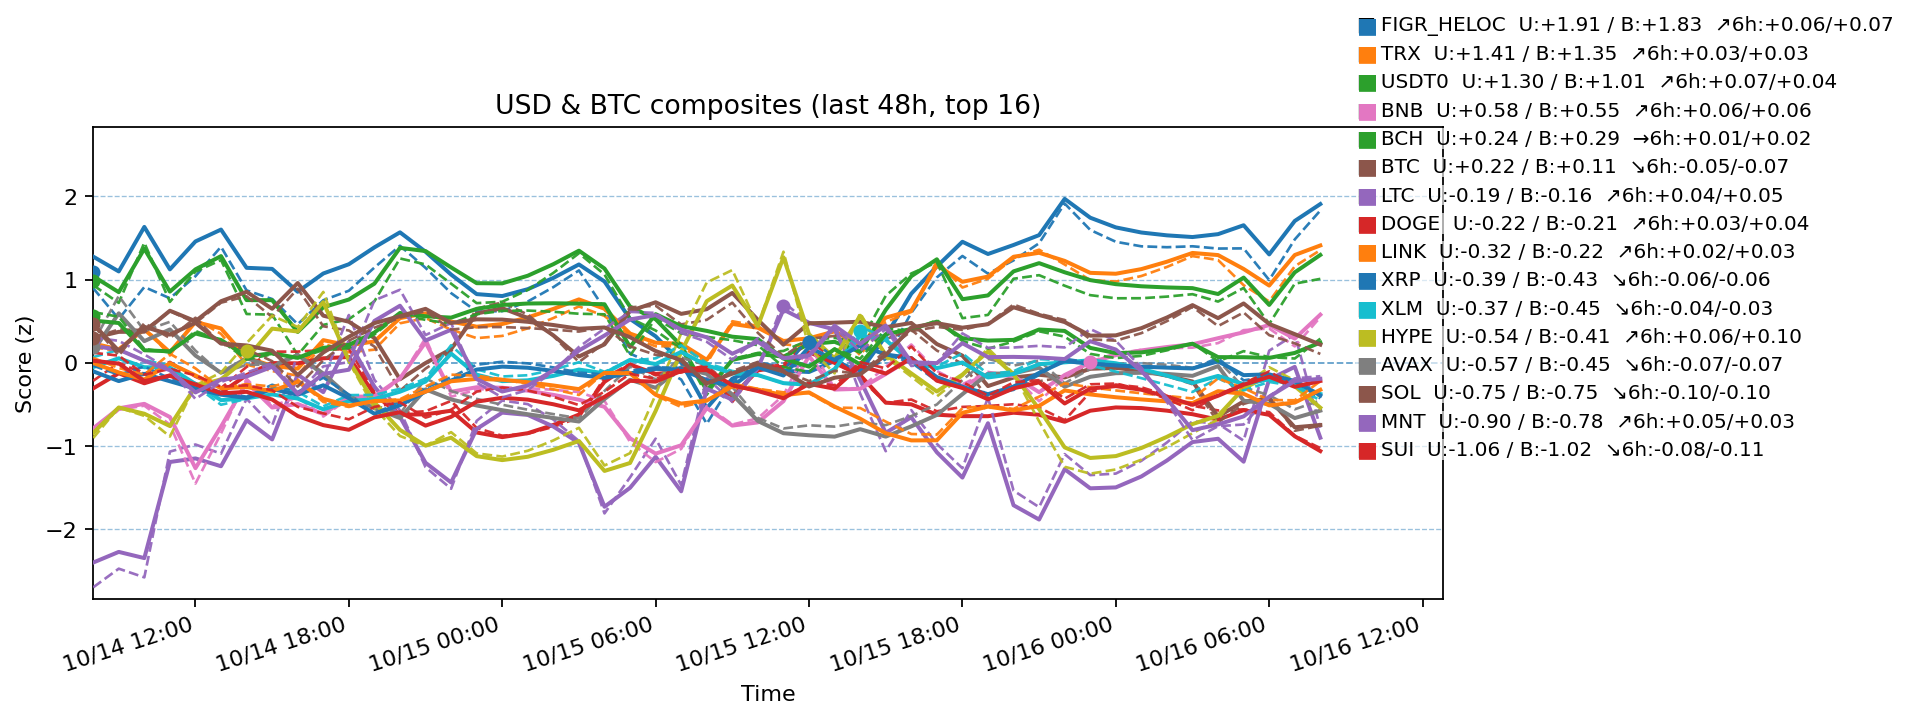 FIGR_HELOC U:+1.91 / B:+1.83 ↗6h:+0.06/+0.07
TRX U:+1.41 / B:+1.35 ↗6h:+0.03/+0.03
USDT0 U:+1.30 / B:+1.01 ↗6h:+0.07/+0.04
BNB U:+0.58 / B:+0.55 ↗6h:+0.06/+0.06
BCH U:+0.24 / B:+0.29 →6h:+0.01/+0.02
BTC U:+0.22 / B:+0.11 ↘6h:-0.05/-0.07
LTC U:-0.19 / B:-0.16 ↗6h:+0.04/+0.05
DOGE U:-0.22 / B:-0.21 ↗6h:+0.03/+0.04
LINK U:-0.32 / B:-0.22 ↗6h:+0.02/+0.03
XRP U:-0.39 / B:-0.43 ↘6h:-0.06/-0.06
XLM U:-0.37 / B:-0.45 ↘6h:-0.04/-0.03
HYPE U:-0.54 / B:-0.41 ↗6h:+0.06/+0.10
AVAX U:-0.57 / B:-0.45 ↘6h:-0.07/-0.07
SOL U:-0.75 / B:-0.75 ↘6h:-0.10/-0.10
MNT U:-0.90 / B:-0.78 ↗6h:+0.05/+0.03
SUI U:-1.06 / B:-1.02 ↘6h:-0.08/-0.11
USD & BTC composites (last 48h, top 16)
Score (z)
2
1
0
−1
−2
10/14 12:00
10/14 18:00
10/15 00:00
10/15 06:00
10/15 12:00
10/15 18:00
10/16 00:00
10/16 06:00
10/16 12:00
Time